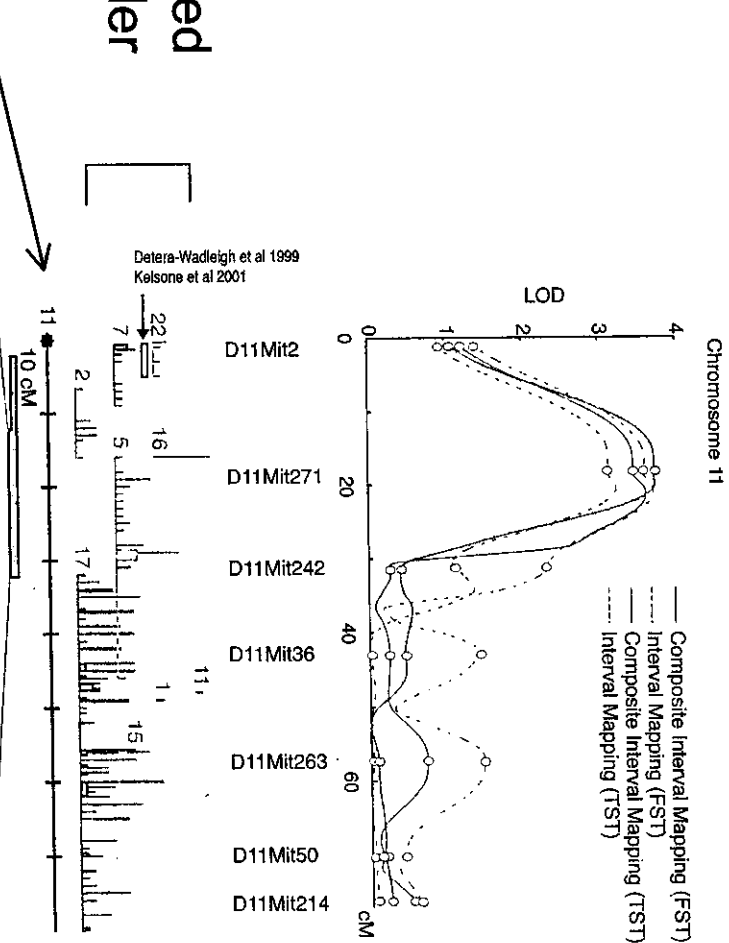 ed
der
Chromosome 11
Composite Interval Mapping (FST)
Interval Mapping (FST)
Composite Interval Mapping (TST)
Interval Mapping (TST)
LOD
4
3
2
1
0
0
20
40
60
cM
Detera-Wadleigh et al 1999
Kelsone et al 2001
D11Mit2
D11Mit271
D11Mit242
D11Mit36
D11Mit263
D11Mit50
D11Mit214
22
7
2
16
5
17
11
1
15
11
10 cM